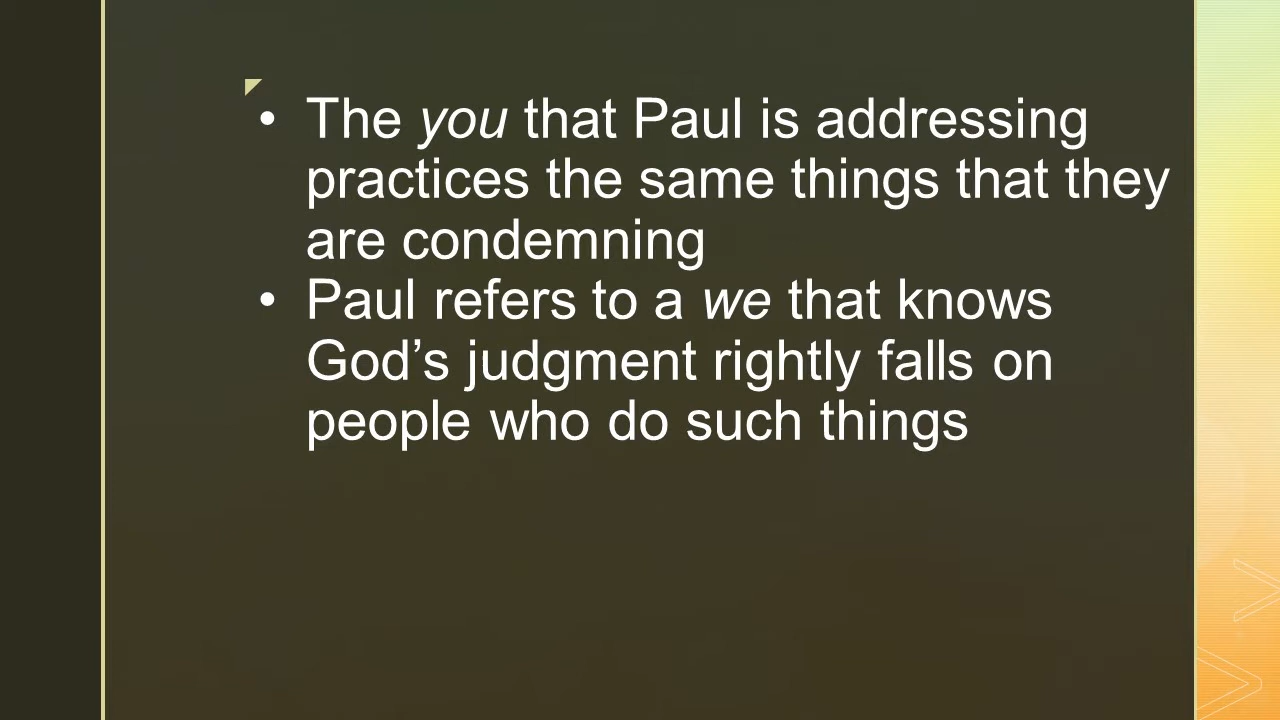 • The you that Paul is addressing
practices the same things that they
are condemning
• Paul refers to a we that knows
God’s judgment rightly falls on
people who do such things